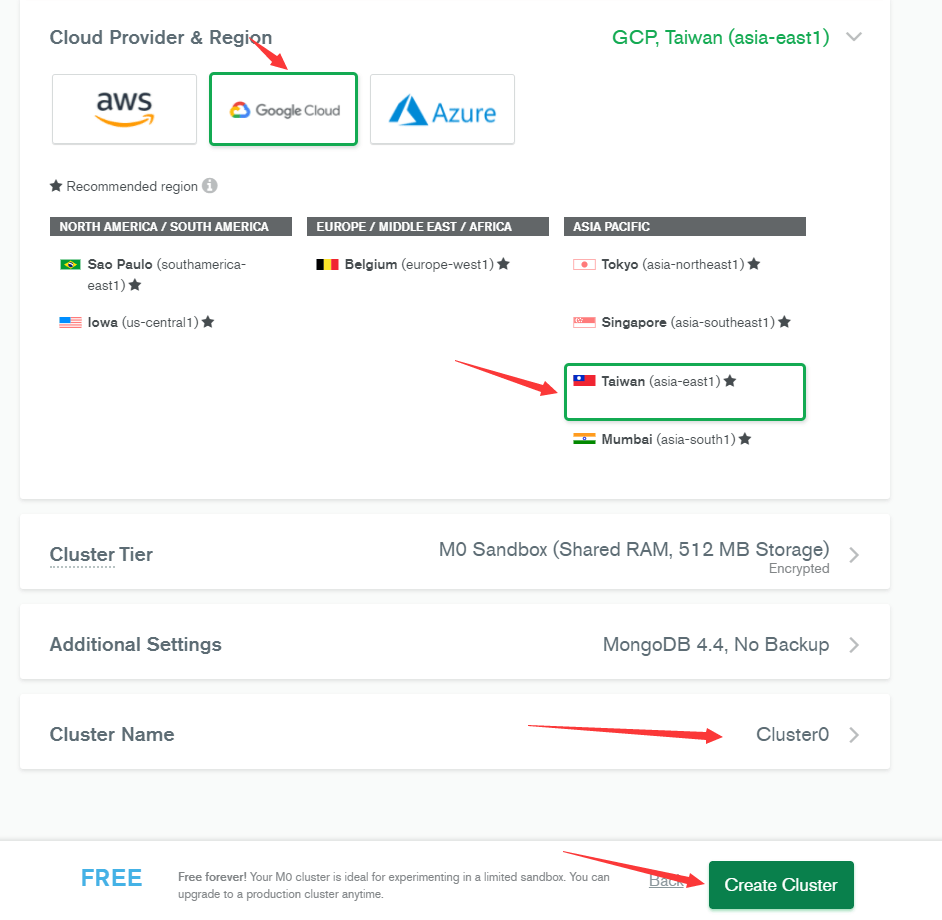 Cloud Provider & Region
GCP, Taiwan (asia-east1)
aws
Google Cloud
Azure
Recommended region
NORTH AMERICA / SOUTH AMERICA
Sao Paulo (southamerica-
east1)
Iowa (us-central1)
EUROPE / MIDDLE EAST / AFRICA
Belgium (europe-west1)
ASIA PACIFIC
Tokyo (asia-northeast1)
Singapore (asia-southeast1)
Taiwan (asia-east1)
Mumbai (asia-south1)
Cluster Tier
M0 Sandbox (Shared RAM, 512 MB Storage)
Encrypted
Additional Settings
MongoDB 4.4, No Backup
Cluster Name
Cluster0
FREE
Free forever! Your M0 cluster is ideal for experimenting in a limited sandbox. You can
upgrade to a production cluster anytime.
Back
Create Cluster